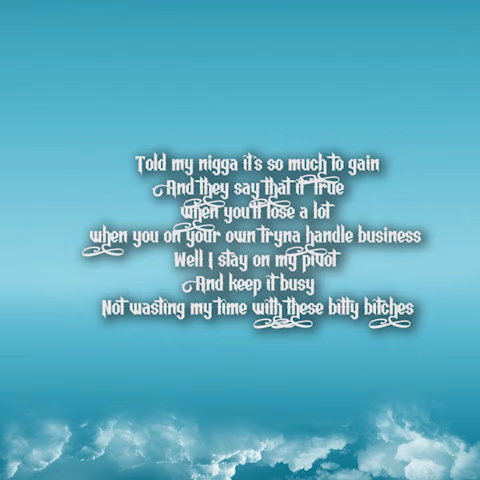 Told my nigga it's so much to gain
And they say that it true
when you'll lose a lot
when you on your own tryna handle business
Well I stay on my pivot
And keep it busy
Not wasting my time with these bitty bitches